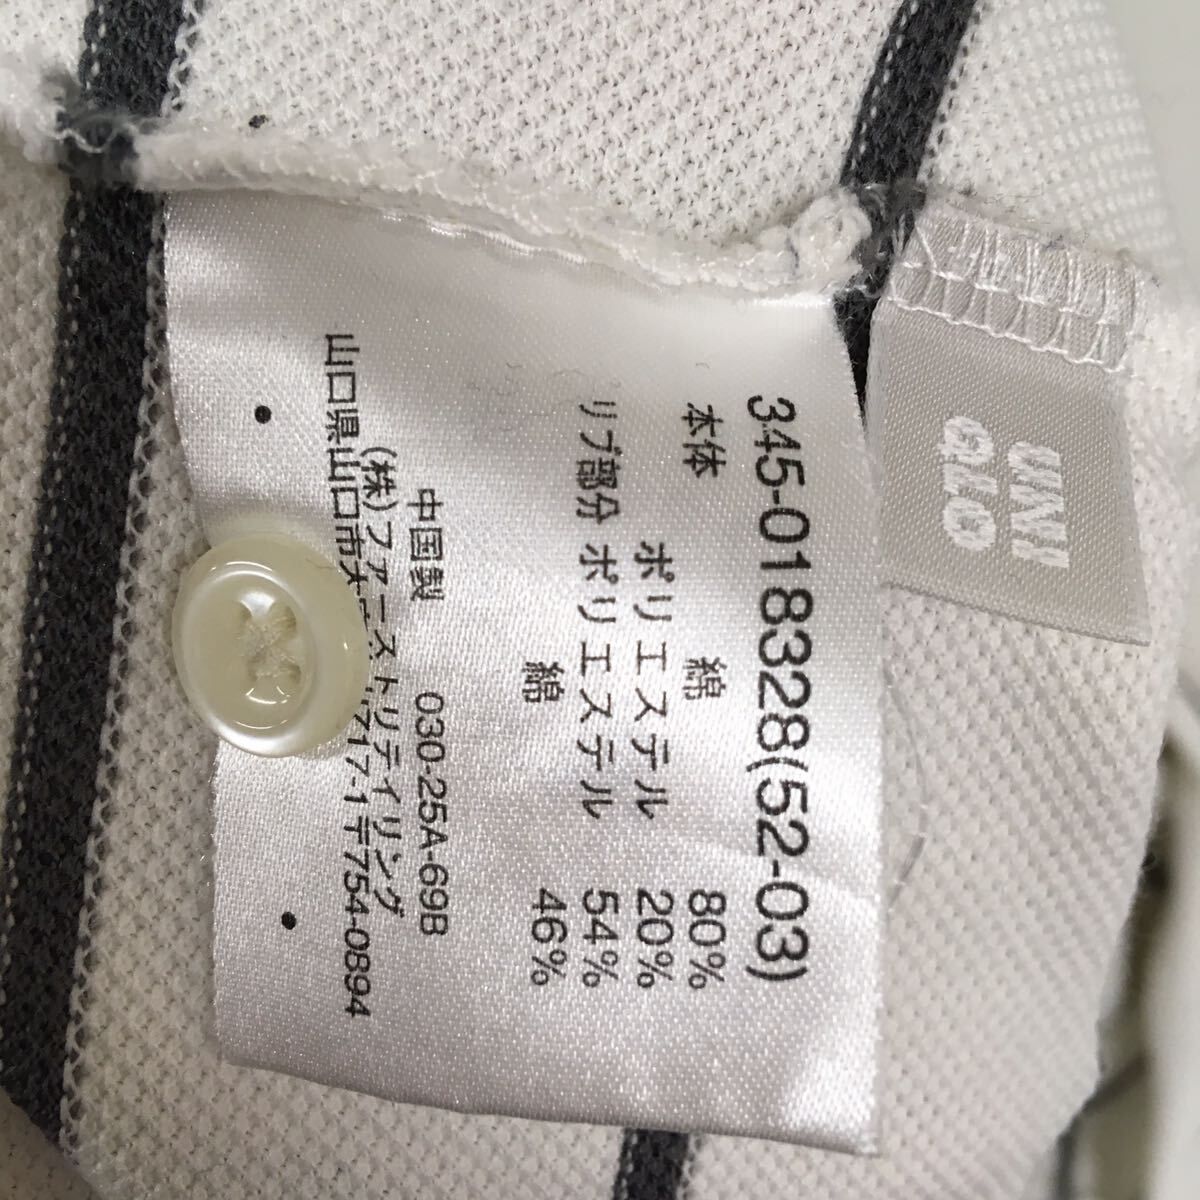 UNI
QLO
345-018328(52-03)
本体 綿 80%
ポリエステル 20%
リブ部分 ポリエステル 54%
綿 46%
中国製 030-25A-69B
(株)ファーストリテイリング
山口県山口市 717-1 〒754-0894